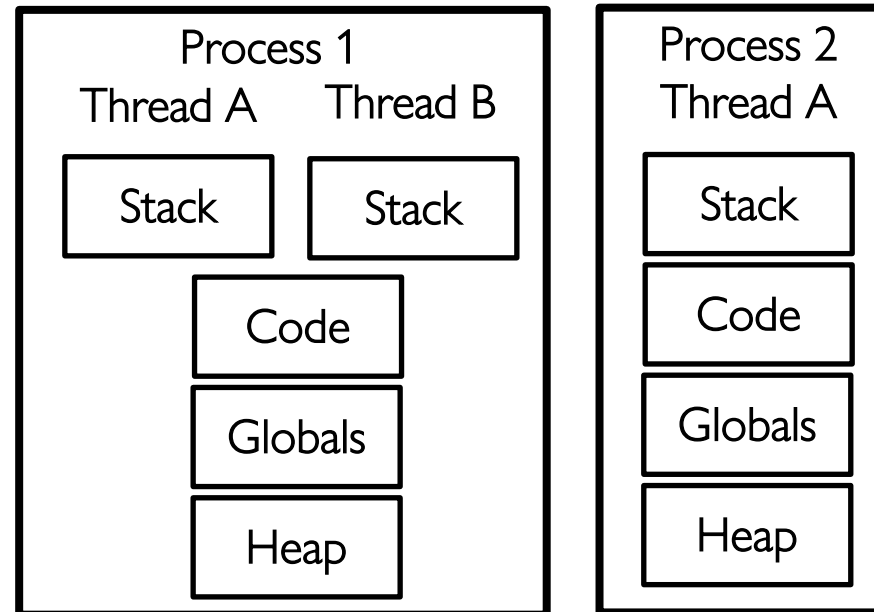 Process 1
Thread A Thread B
Stack Stack
Code
Globals
Heap
Process 2
Thread A
Stack
Code
Globals
Heap